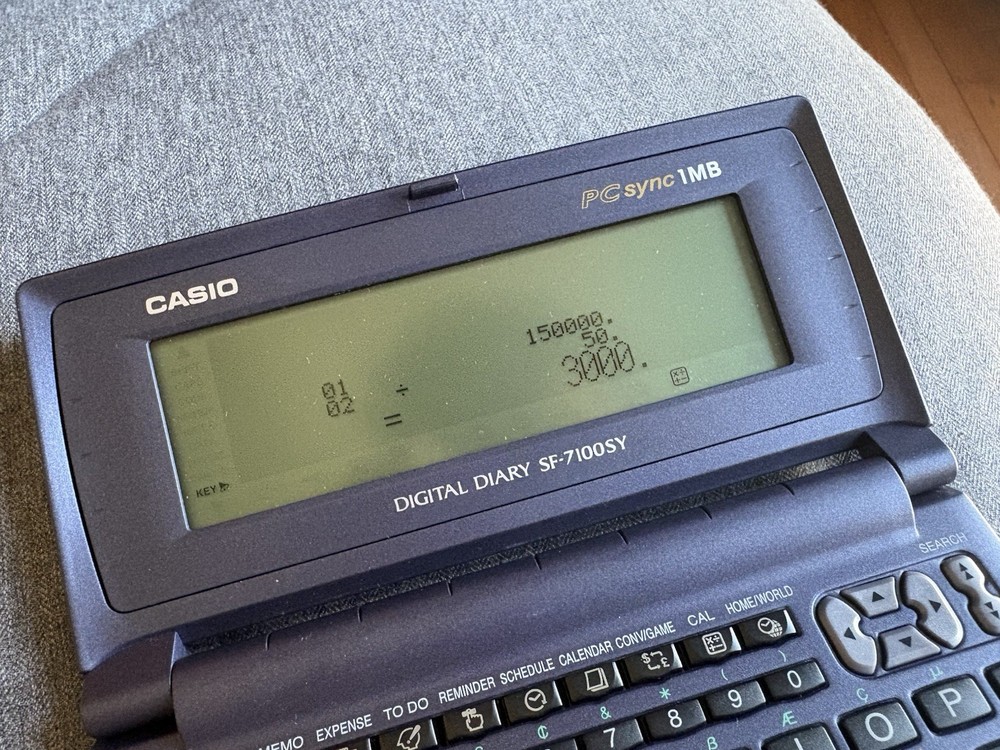 PC sync 1MB
CASIO
150000.
01 ÷ 50.
02 = 3000.
KEY
DIGITAL DIARY SF-7100SY
SEARCH
MEMO EXPENSE TO DO REMINDER SCHEDULE CALENDAR CONV/GAME CAL HOME/WORLD
$ £
¢ & * ( )
7 8 9 0
ß Æ ç µ
O P